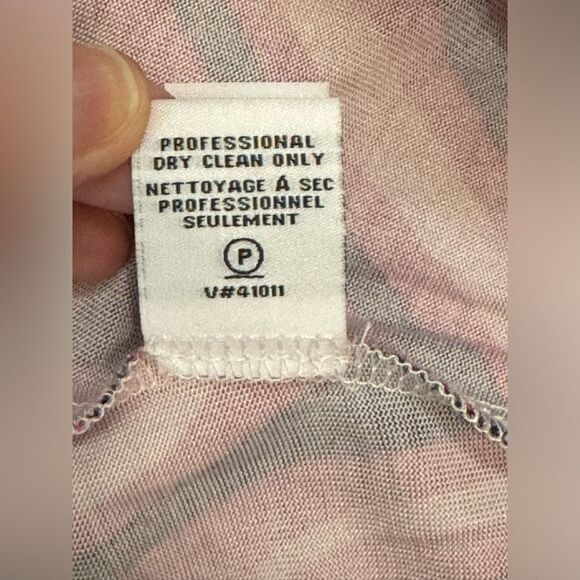 PROFESSIONAL
DRY CLEAN ONLY
NETTOYAGE Á SEC
PROFESSIONNEL
SEULEMENT
P
V#41011